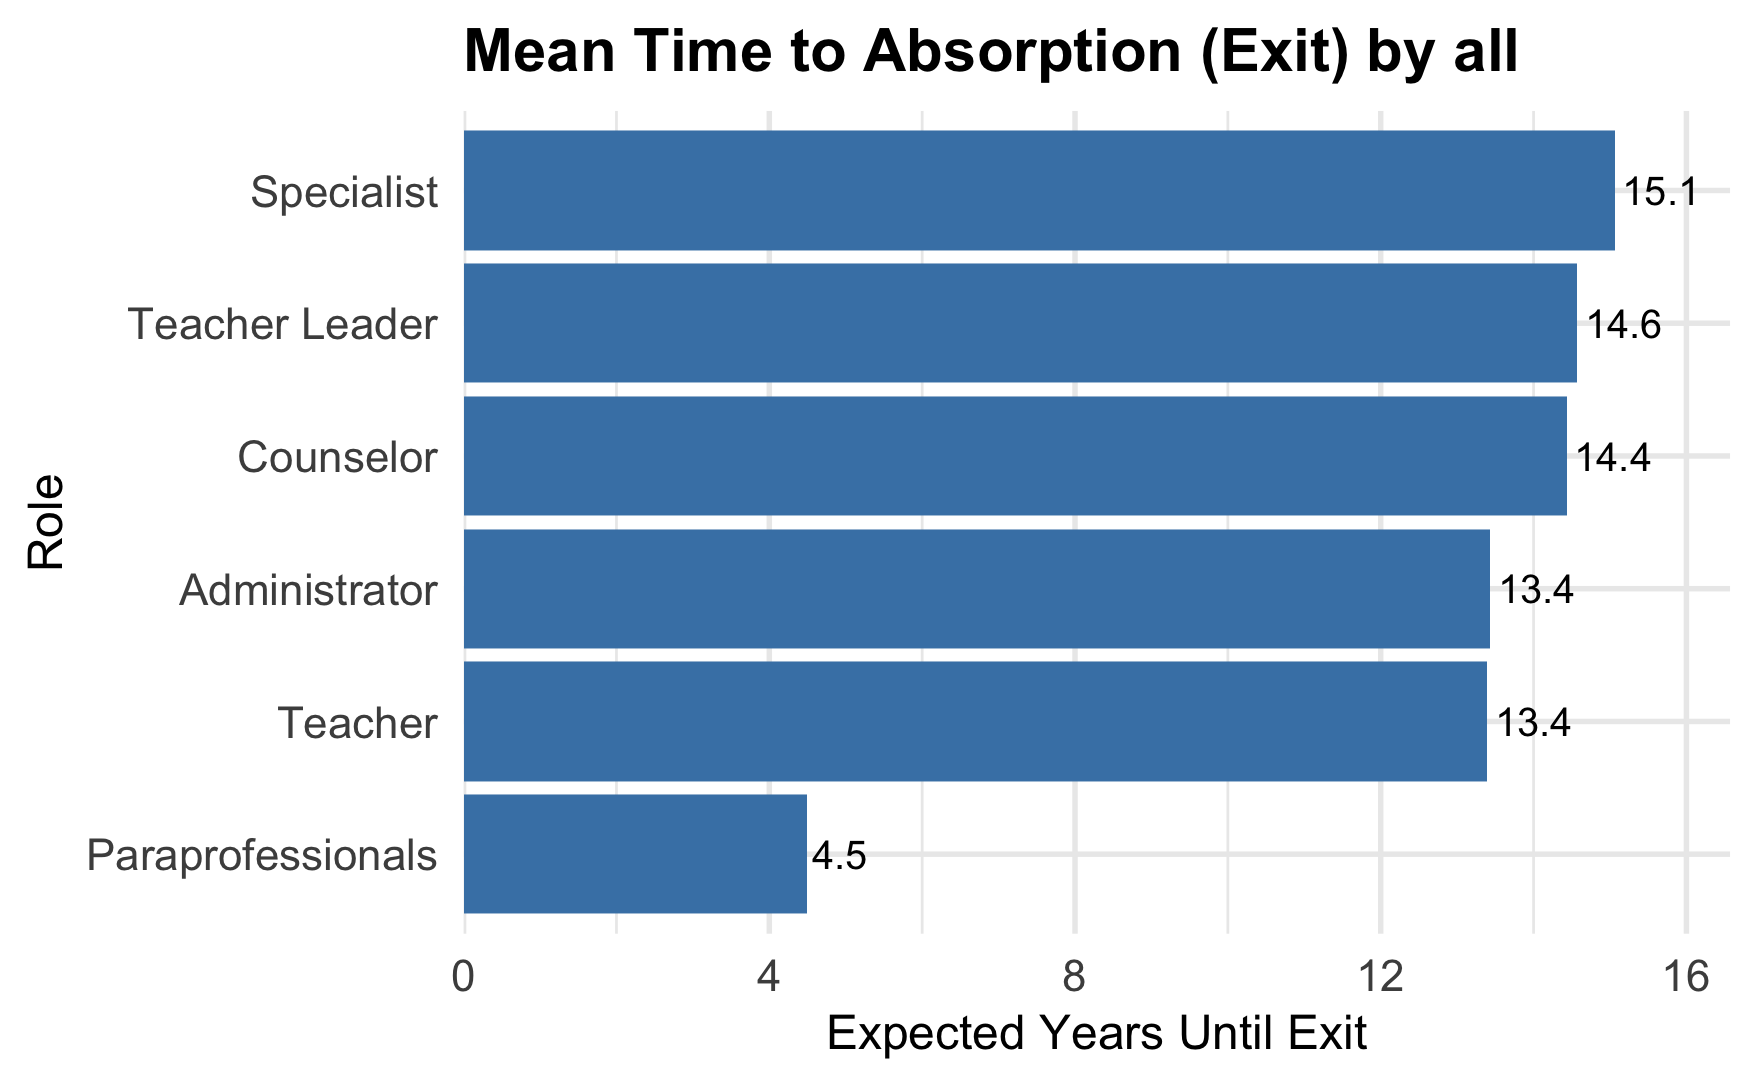 Mean Time to Absorption (Exit) by all
Role
Specialist
15.1
Teacher Leader
14.6
Counselor
14.4
Administrator
13.4
Teacher
13.4
Paraprofessionals
4.5
0 4 8 12 16
Expected Years Until Exit